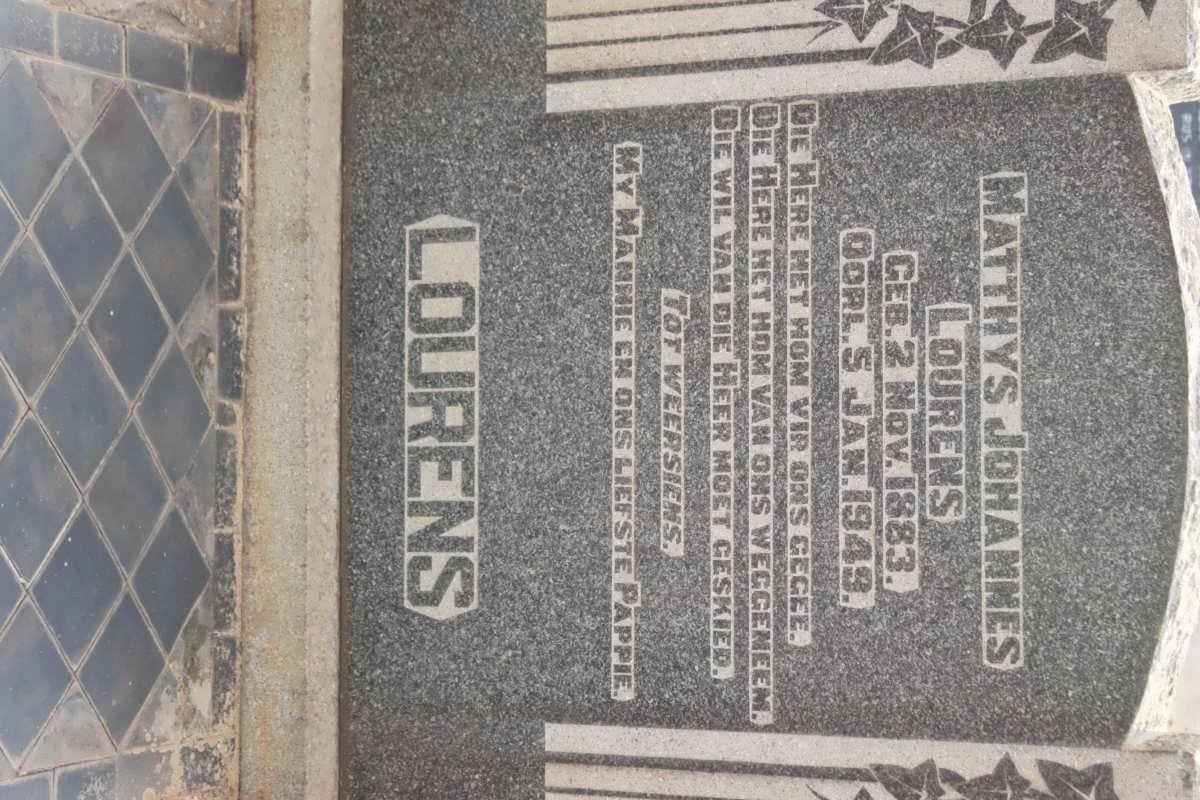 MATTHYS JOHANNES
LOURENS
GEB. 2 NOV. 1883.
OORL. 5 JAN. 1949.
DIE HERE HET HOM VIR ONS GEGEE.
DIE HERE HET HOM VAN ONS WEGGENEEM.
DIE WIL VAN DIE HEER MOET GESKIED.
TOT WEERSIENS.
MY MANNIE EN ONS LIEFSTE PAPPIE.
LOURENS